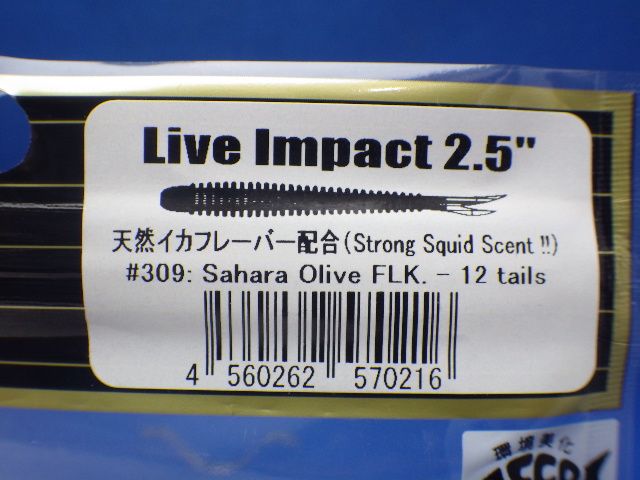 Live Impact 2.5"
天然イカフレーバー配合(Strong Squid Scent !!)
#309: Sahara Olive FLK. - 12 tails
4 560262 570216
環境美化